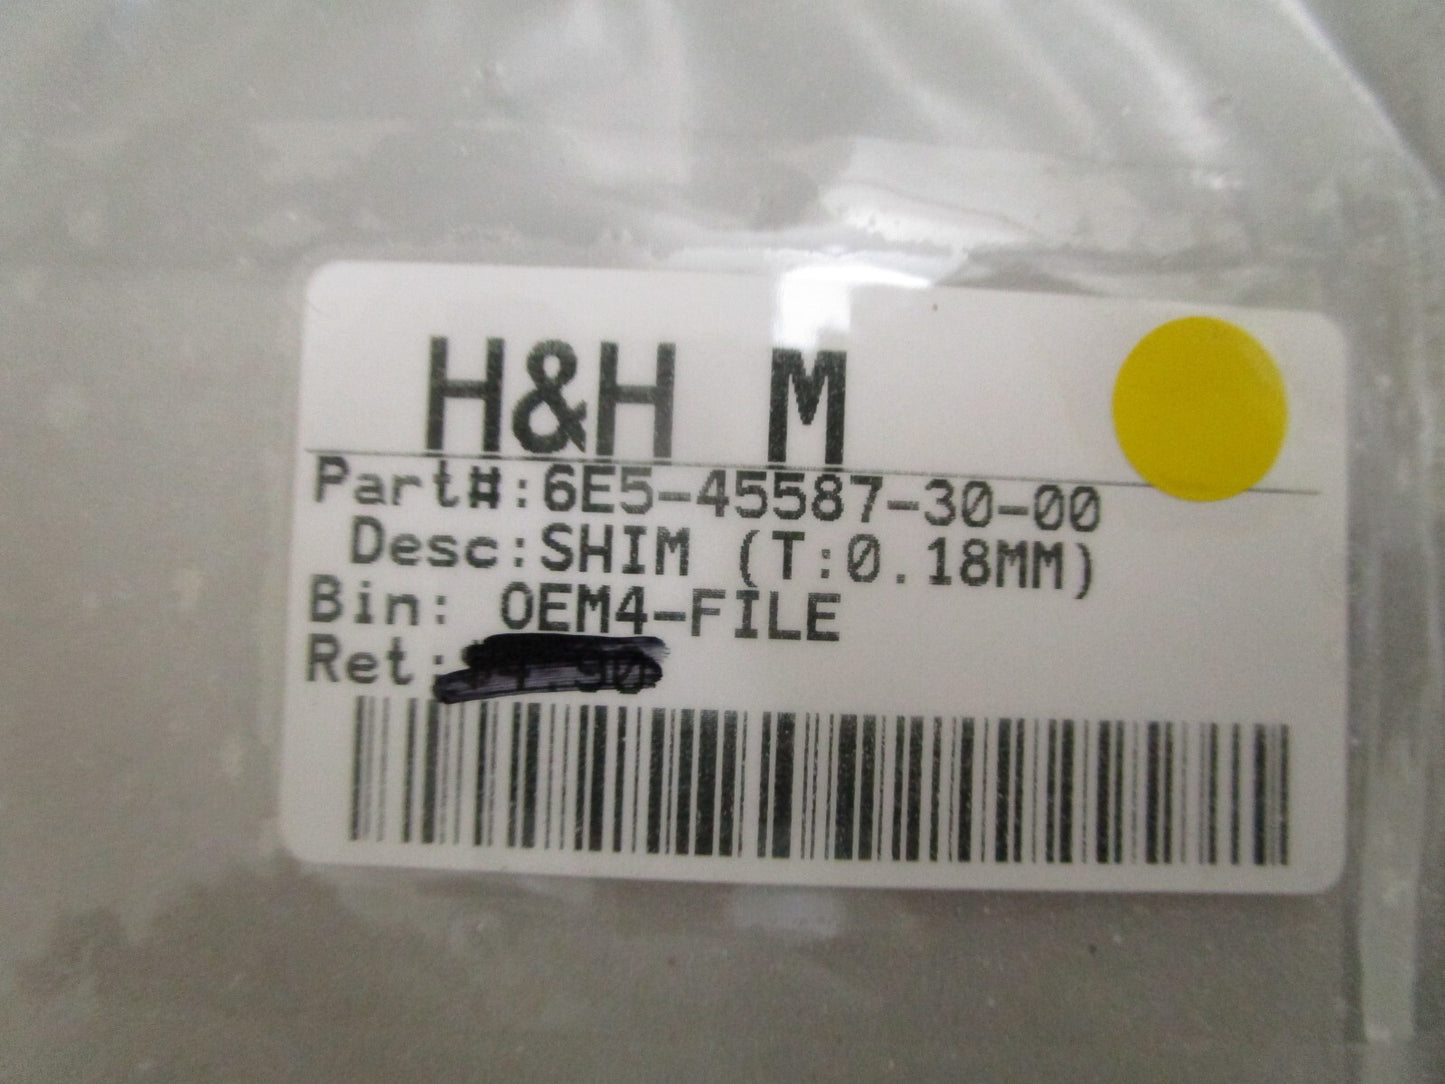 H&H M
Part#:6E5-45587-30-00
Desc:SHIM (T:0.18MM)
Bin: OEM4-FILE
Ret: